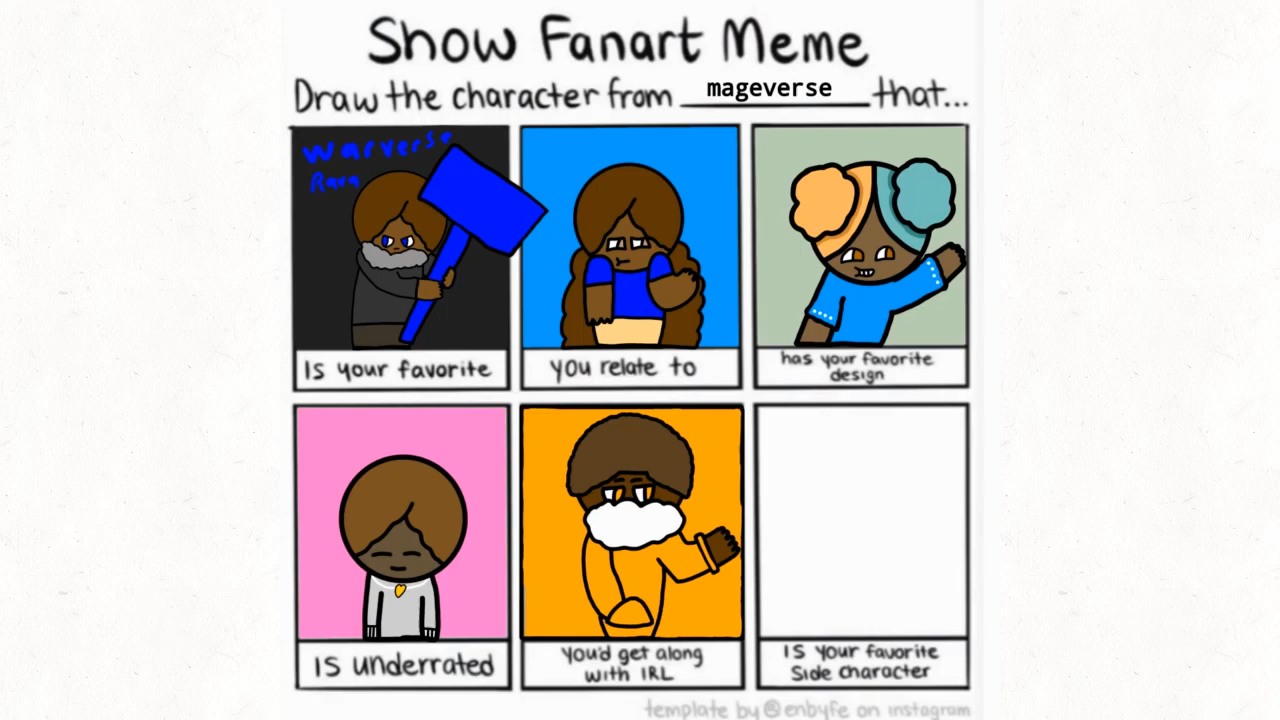 Show Fanart Meme
Draw the character from mageverse that...
Warverse
Rava
Is your favorite
you relate to
has your favorite
design
Is underrated
You'd get along
with IRL
Is your favorite
Side character
template by @enbyfe on instagram